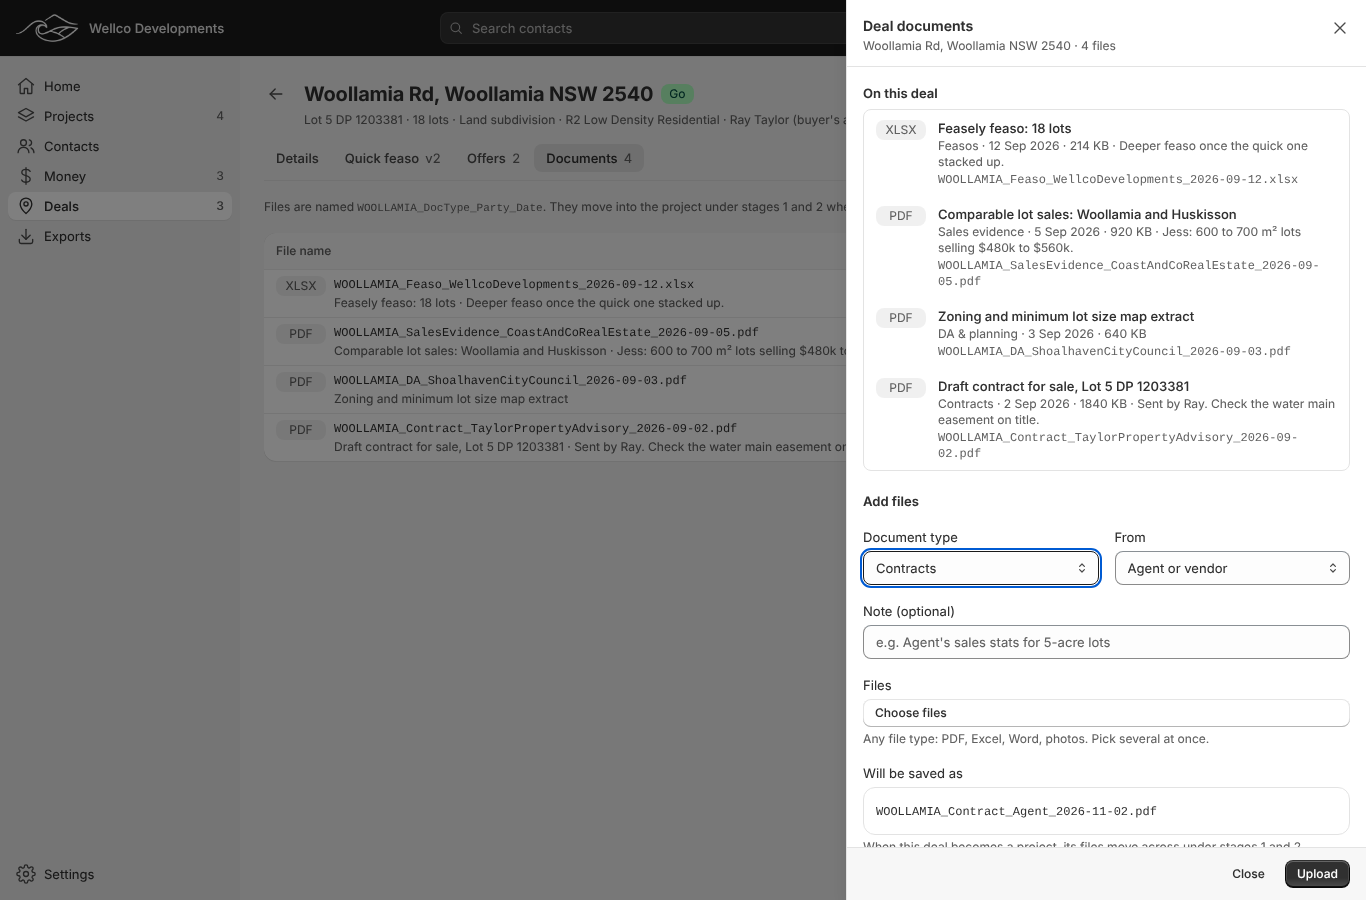 Wellco Developments
Search contacts
Home
Projects 4
Contacts
Money 3
Deals 3
Exports
Settings
Woollamia Rd, Woollamia NSW 2540 Go
Lot 5 DP 1203381 · 18 lots · Land subdivision · R2 Low Density Residential · Ray Taylor (buyer's
Details Quick feaso v2 Offers 2 Documents 4
Files are named WOOLLAMIA_DocType_Party_Date. They move into the project under stages 1 and 2
File name
XLSX WOOLLAMIA_Feaso_WellcoDevelopments_2026-09-12.xlsx
Feasely feaso: 18 lots · Deeper feaso once the quick one stacked up.
PDF WOOLLAMIA_SalesEvidence_CoastAndCoRealEstate_2026-09-05.pdf
Comparable lot sales: Woollamia and Huskisson · Jess: 600 to 700 m² lots selling $480k to
PDF WOOLLAMIA_DA_ShoalhavenCityCouncil_2026-09-03.pdf
Zoning and minimum lot size map extract
PDF WOOLLAMIA_Contract_TaylorPropertyAdvisory_2026-09-02.pdf
Draft contract for sale, Lot 5 DP 1203381 · Sent by Ray. Check the water main easement
Deal documents
Woollamia Rd, Woollamia NSW 2540 · 4 files
On this deal
XLSX Feasely feaso: 18 lots
Feasos · 12 Sep 2026 · 214 KB · Deeper feaso once the quick one
stacked up.
WOOLLAMIA_Feaso_WellcoDevelopments_2026-09-12.xlsx
PDF Comparable lot sales: Woollamia and Huskisson
Sales evidence · 5 Sep 2026 · 920 KB · Jess: 600 to 700 m² lots
selling $480k to $560k.
WOOLLAMIA_SalesEvidence_CoastAndCoRealEstate_2026-09-
05.pdf
PDF Zoning and minimum lot size map extract
DA & planning · 3 Sep 2026 · 640 KB
WOOLLAMIA_DA_ShoalhavenCityCouncil_2026-09-03.pdf
PDF Draft contract for sale, Lot 5 DP 1203381
Contracts · 2 Sep 2026 · 1840 KB · Sent by Ray. Check the water main
easement on title.
WOOLLAMIA_Contract_TaylorPropertyAdvisory_2026-09-
02.pdf
Add files
Document type From
Contracts Agent or vendor
Note (optional)
e.g. Agent's sales stats for 5-acre lots
Files
Choose files
Any file type: PDF, Excel, Word, photos. Pick several at once.
Will be saved as
WOOLLAMIA_Contract_Agent_2026-11-02.pdf
When this deal becomes a project, its files move across under stages 1 and 2
Close Upload